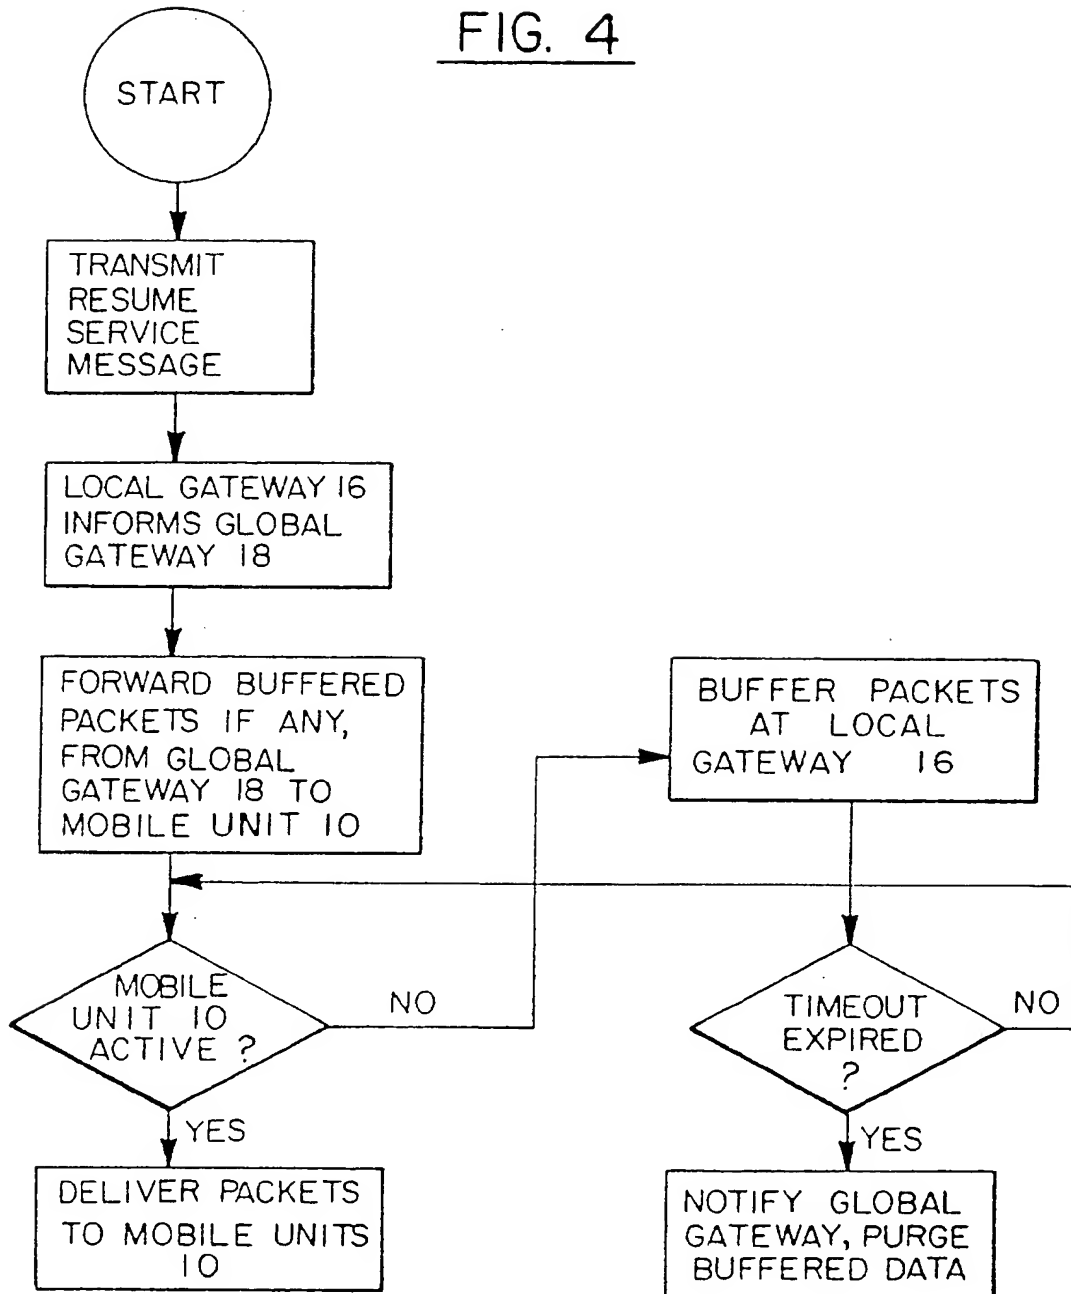 FIG. 4
START
TRANSMIT
RESUME
SERVICE
MESSAGE
LOCAL GATEWAY 16
INFORMS GLOBAL
GATEWAY 18
FORWARD BUFFERED
PACKETS IF ANY,
FROM GLOBAL
GATEWAY 18 TO
MOBILE UNIT 10
BUFFER PACKETS
AT LOCAL
GATEWAY 16
MOBILE
UNIT 10
ACTIVE ?
NO
YES
TIMEOUT
EXPIRED
?
NO
YES
DELIVER PACKETS
TO MOBILE UNITS
10
NOTIFY GLOBAL
GATEWAY, PURGE
BUFFERED DATA